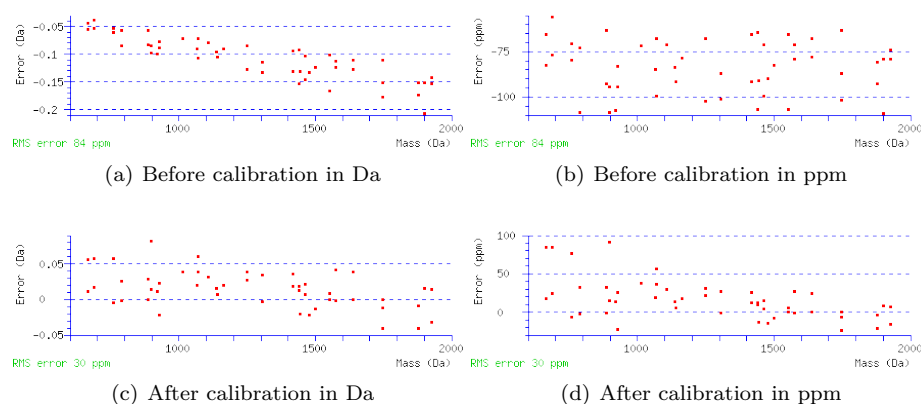 Error (Da)
-0.05
-0.1
-0.15
-0.2
1000
1500
2000
RMS error 84 ppm
Mass (Da)
(a) Before calibration in Da
Error (ppm)
-75
-100
1000
1500
2000
RMS error 84 ppm
Mass (Da)
(b) Before calibration in ppm
Error (Da)
0.05
0
-0.05
1000
1500
2000
RMS error 30 ppm
Mass (Da)
(c) After calibration in Da
Error (ppm)
100
50
0
1000
1500
2000
RMS error 30 ppm
Mass (Da)
(d) After calibration in ppm